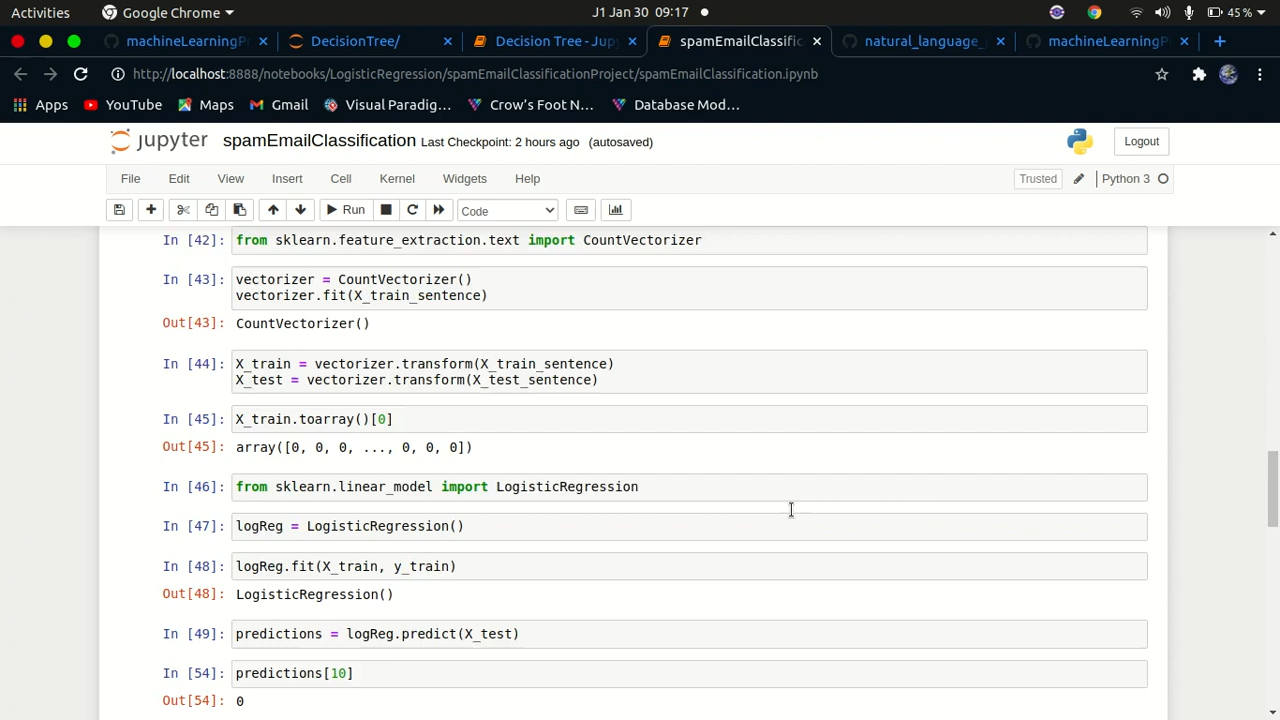 Activities
Google Chrome
J1 Jan 30 09:17
45 %
machineLearningPr
DecisionTree/
Decision Tree - Jup
spamEmailClassific
natural_language_
machineLearningPr
http://localhost:8888/notebooks/LogisticRegression/spamEmailClassificationProject/spamEmailClassification.ipynb
Apps
YouTube
Maps
Gmail
Visual Paradig...
Crow's Foot N...
Database Mod...
jupyter
spamEmailClassification Last Checkpoint: 2 hours ago (autosaved)
Logout
File
Edit
View
Insert
Cell
Kernel
Widgets
Help
Trusted
Python 3
Run
Code
In [42]: from sklearn.feature_extraction.text import CountVectorizer
In [43]: vectorizer = CountVectorizer()
vectorizer.fit(X_train_sentence)
Out[43]: CountVectorizer()
In [44]: X_train = vectorizer.transform(X_train_sentence)
X_test = vectorizer.transform(X_test_sentence)
In [45]: X_train.toarray()[0]
Out[45]: array([0, 0, 0, ..., 0, 0, 0])
In [46]: from sklearn.linear_model import LogisticRegression
In [47]: logReg = LogisticRegression()
In [48]: logReg.fit(X_train, y_train)
Out[48]: LogisticRegression()
In [49]: predictions = logReg.predict(X_test)
In [54]: predictions[10]
Out[54]: 0